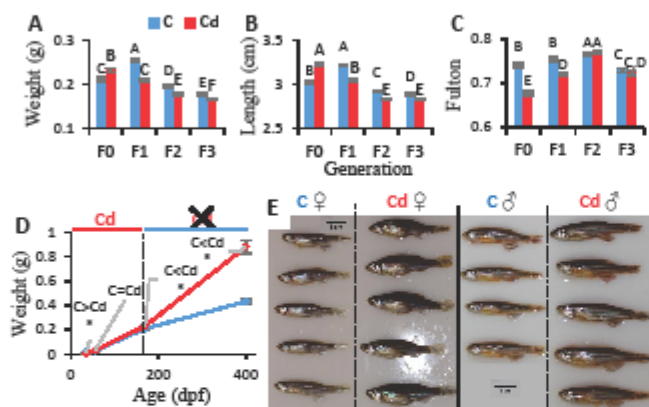 A
C Cd
Weight (g)
0.3
0.2
0.1
C B A C D E E F
F0 F1 F2 F3
B
Length (cm)
3.5
3
2.5
B A A B C E D E
F0 F1 F2 F3
Generation
C
Fulton
0.8
0.7
0.6
B E B D A A C C,D
F0 F1 F2 F3
D
Cd
Weight (g)
1
0.8
0.6
0.4
0.2
0
C>Cd
*
C=Cd
C<Cd
*
C<Cd
*
0 200 400
Age (dpf)
E
C ♀ Cd ♀ C ♂ Cd ♂